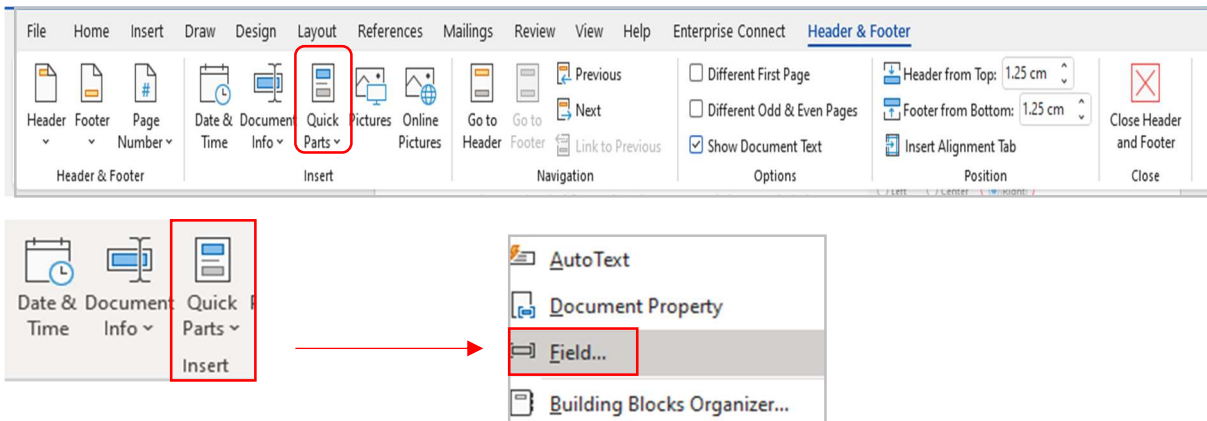 File Home Insert Draw Design Layout References Mailings Review View Help Enterprise Connect Header & Footer
Header Footer Page Number
Date & Time Document Info Quick Parts Pictures Online Pictures
Go to Header Go to Footer
Previous
Next
Link to Previous
Different First Page
Different Odd & Even Pages
Show Document Text
Header from Top: 1.25 cm
Footer from Bottom: 1.25 cm
Insert Alignment Tab
Close Header and Footer
Header & Footer Insert Navigation Options Position Close
Left Center Right
Date & Document Quick
Time Info Parts
Insert
AutoText
Document Property
Field...
Building Blocks Organizer...